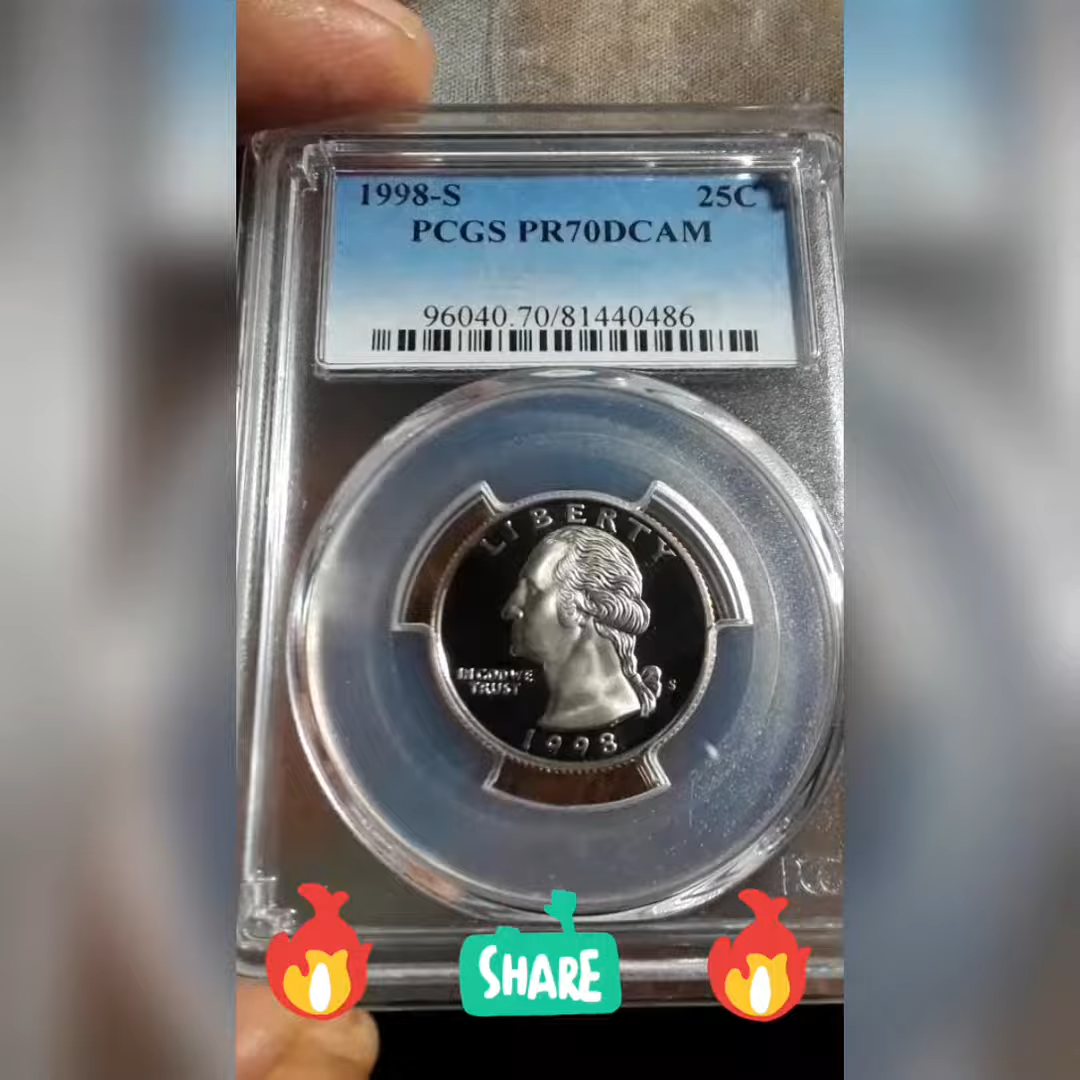 1998-S 25C
PCGS PR70DCAM
96040.70/81440486
LIBERTY
IN GOD WE
TRUST
S
1998
SHARE